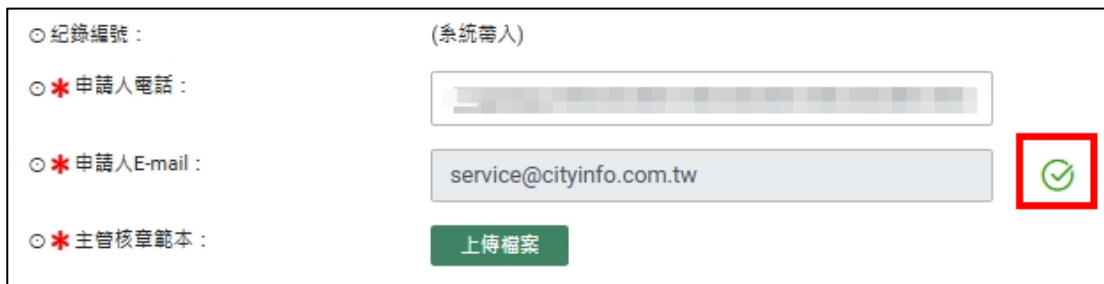 ⊙紀錄編號： (系統帶入)
⊙*申請人電話：
⊙*申請人E-mail： service@cityinfo.com.tw
⊙*主管核章範本： 上傳檔案